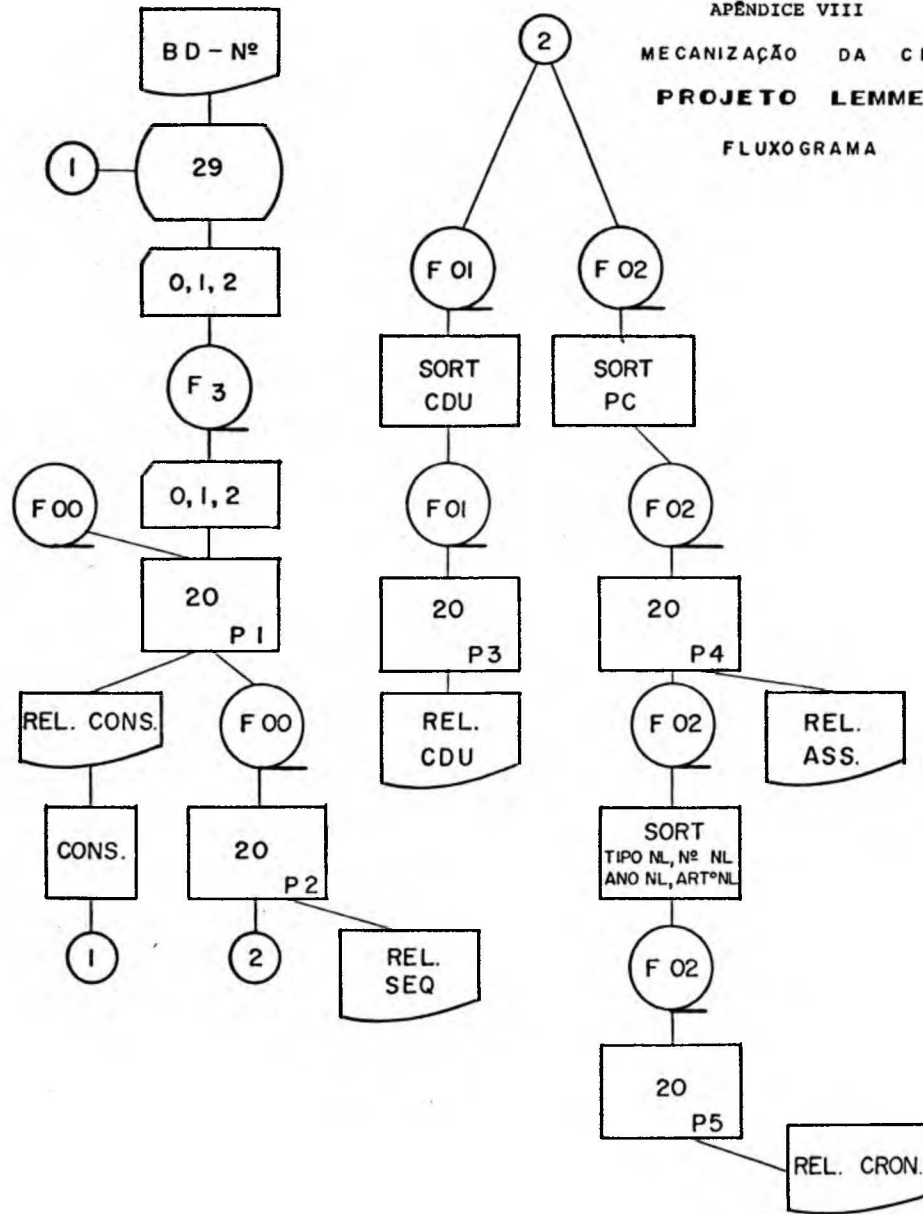 APÊNDICE VIII
MECANIZAÇÃO DA
PROJETO LEMME
FLUXOGRAMA
BD - Nº
1
29
0, 1, 2
F 3
0, 1, 2
F 00
20
P 1
REL. CONS.
F 00
CONS.
20
P 2
1
2
REL.
SEQ
2
F 01
F 02
SORT
CDU
SORT
PC
F 01
F 02
20
P 3
20
P 4
REL.
CDU
F 02
REL.
ASS.
SORT
TIPO NL, Nº NL
ANO NL, ARTº NL
F 02
20
P5
REL. CRON.